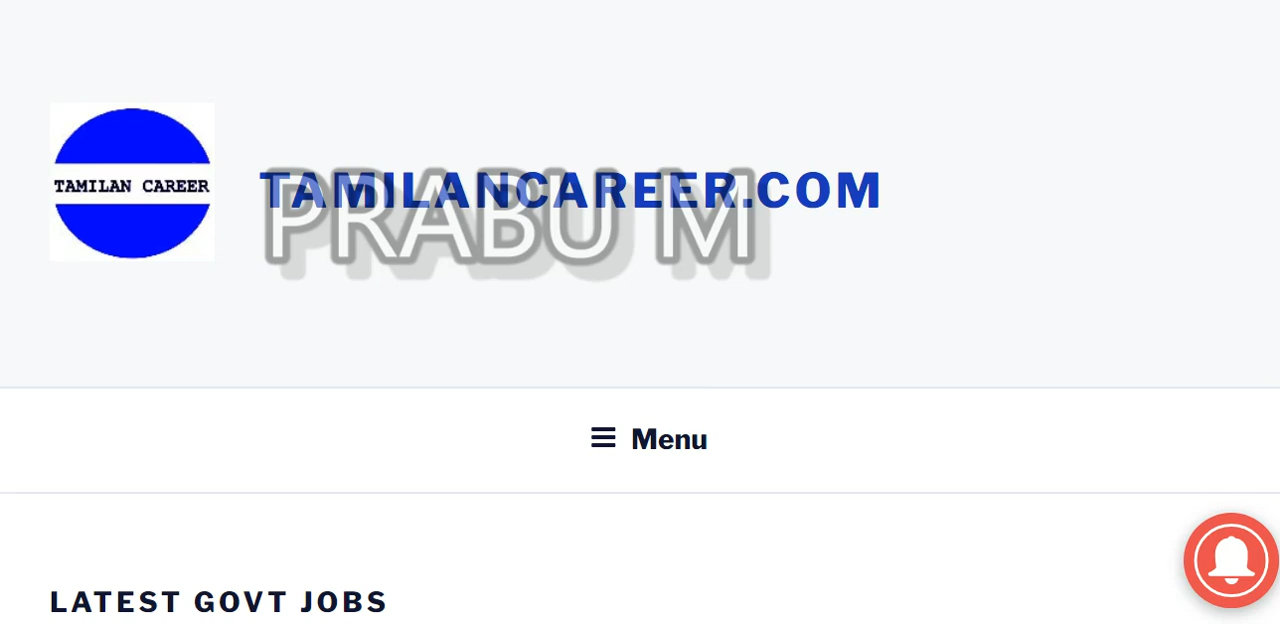 TAMILAN CAREER
TAMILANCAREER.COM
PRABU M
Menu
LATEST GOVT JOBS